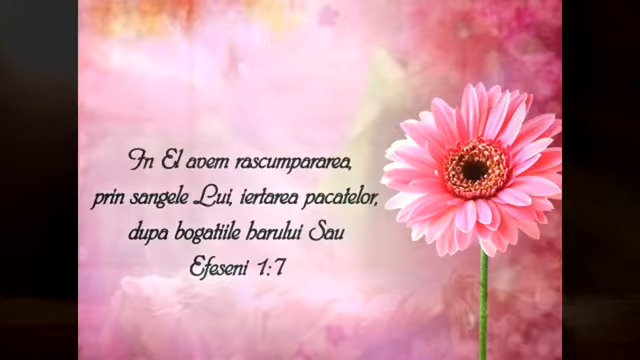 In El avem rascumpararea,
prin sangele Lui, iertarea pacatelor,
dupa bogatiile harului Sau
Efeseni 1:7